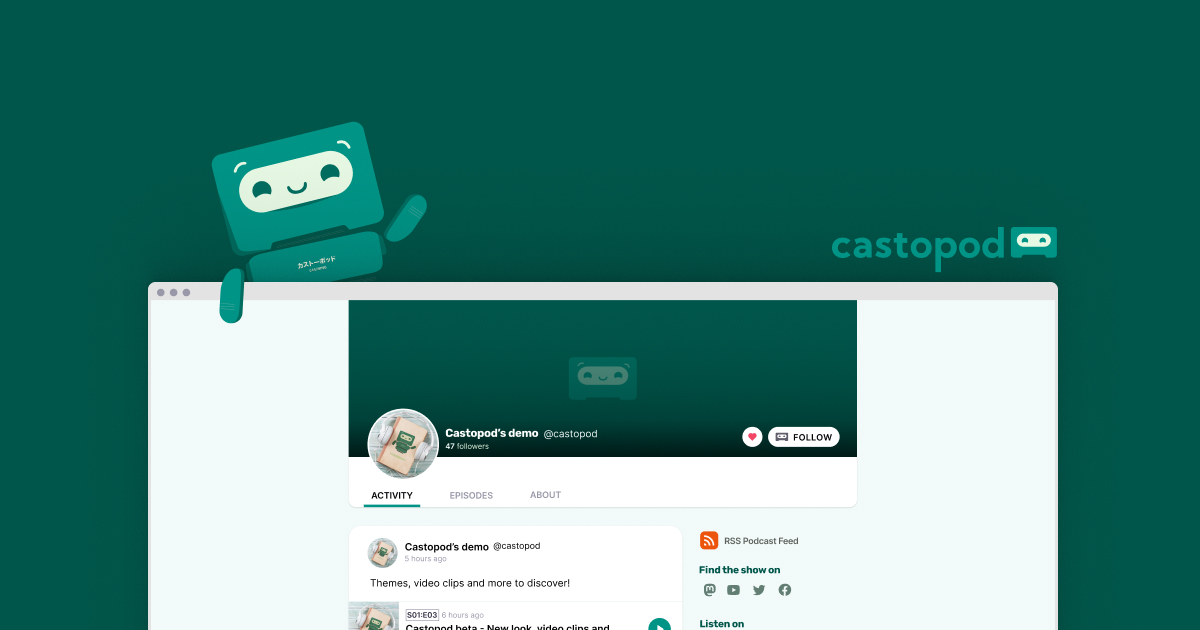 カストーポッド
castopod
Castopod's demo @castopod
47 followers
FOLLOW
ACTIVITY EPISODES ABOUT
Castopod's demo @castopod
5 hours ago
Themes, video clips and more to discover!
S01:E03 6 hours ago
Castopod beta - New look, video clips and
RSS Podcast Feed
Find the show on
Listen on